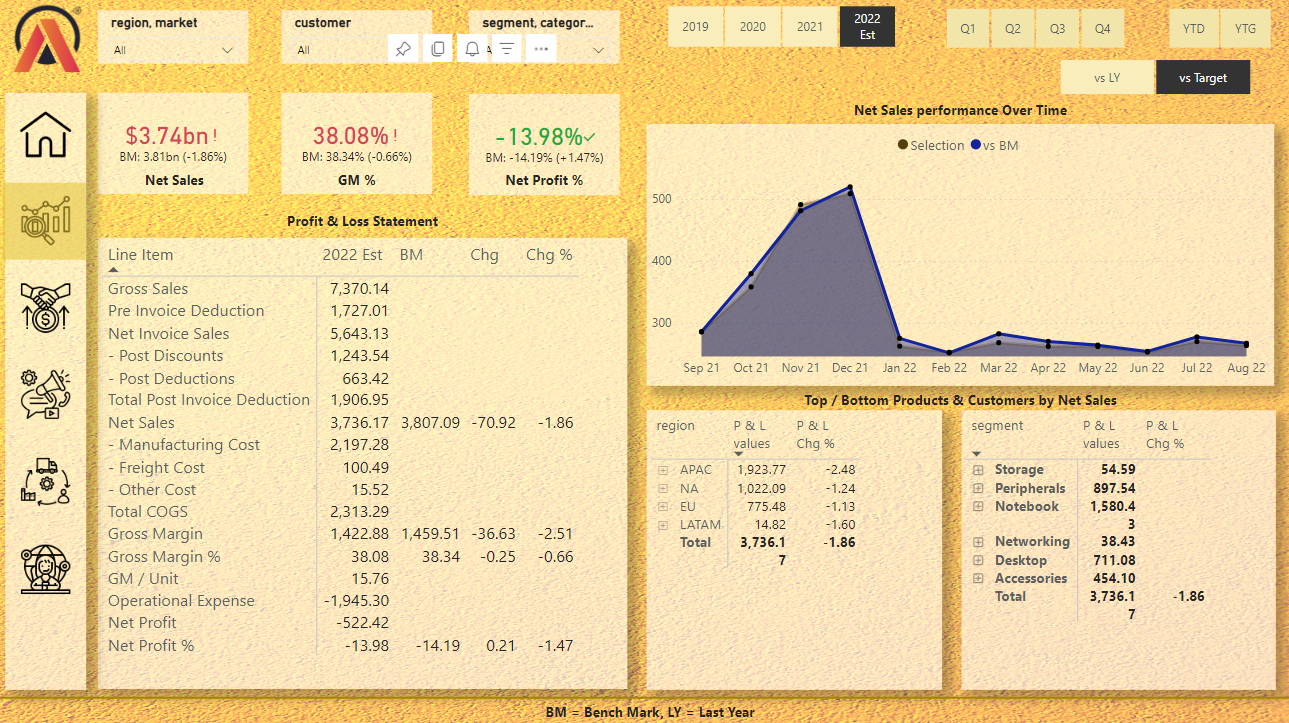 region, market
All
customer
All
segment, categor...
2019
2020
2021
2022
Est
Q1
Q2
Q3
Q4
YTD
YTG
vs LY
vs Target
$3.74bn !
BM: 3.81bn (-1.86%)
Net Sales
38.08% !
BM: 38.34% (-0.66%)
GM %
-13.98%
BM: -14.19% (+1.47%)
Net Profit %
Profit & Loss Statement
Line Item 2022 Est BM Chg Chg %
Gross Sales 7,370.14
Pre Invoice Deduction 1,727.01
Net Invoice Sales 5,643.13
- Post Discounts 1,243.54
- Post Deductions 663.42
Total Post Invoice Deduction 1,906.95
Net Sales 3,736.17 3,807.09 -70.92 -1.86
- Manufacturing Cost 2,197.28
- Freight Cost 100.49
- Other Cost 15.52
Total COGS 2,313.29
Gross Margin 1,422.88 1,459.51 -36.63 -2.51
Gross Margin % 38.08 38.34 -0.25 -0.66
GM / Unit 15.76
Operational Expense -1,945.30
Net Profit -522.42
Net Profit % -13.98 -14.19 0.21 -1.47
Net Sales performance Over Time
Selection vs BM
500
400
300
Sep 21 Oct 21 Nov 21 Dec 21 Jan 22 Feb 22 Mar 22 Apr 22 May 22 Jun 22 Jul 22 Aug 22
Top / Bottom Products & Customers by Net Sales
region P & L values P & L Chg %
APAC 1,923.77 -2.48
NA 1,022.09 -1.24
EU 775.48 -1.13
LATAM 14.82 -1.60
Total 3,736.1 -1.86
7
segment P & L values P & L Chg %
Storage 54.59
Peripherals 897.54
Notebook 1,580.4
3
Networking 38.43
Desktop 711.08
Accessories 454.10
Total 3,736.1 -1.86
7
BM = Bench Mark, LY = Last Year